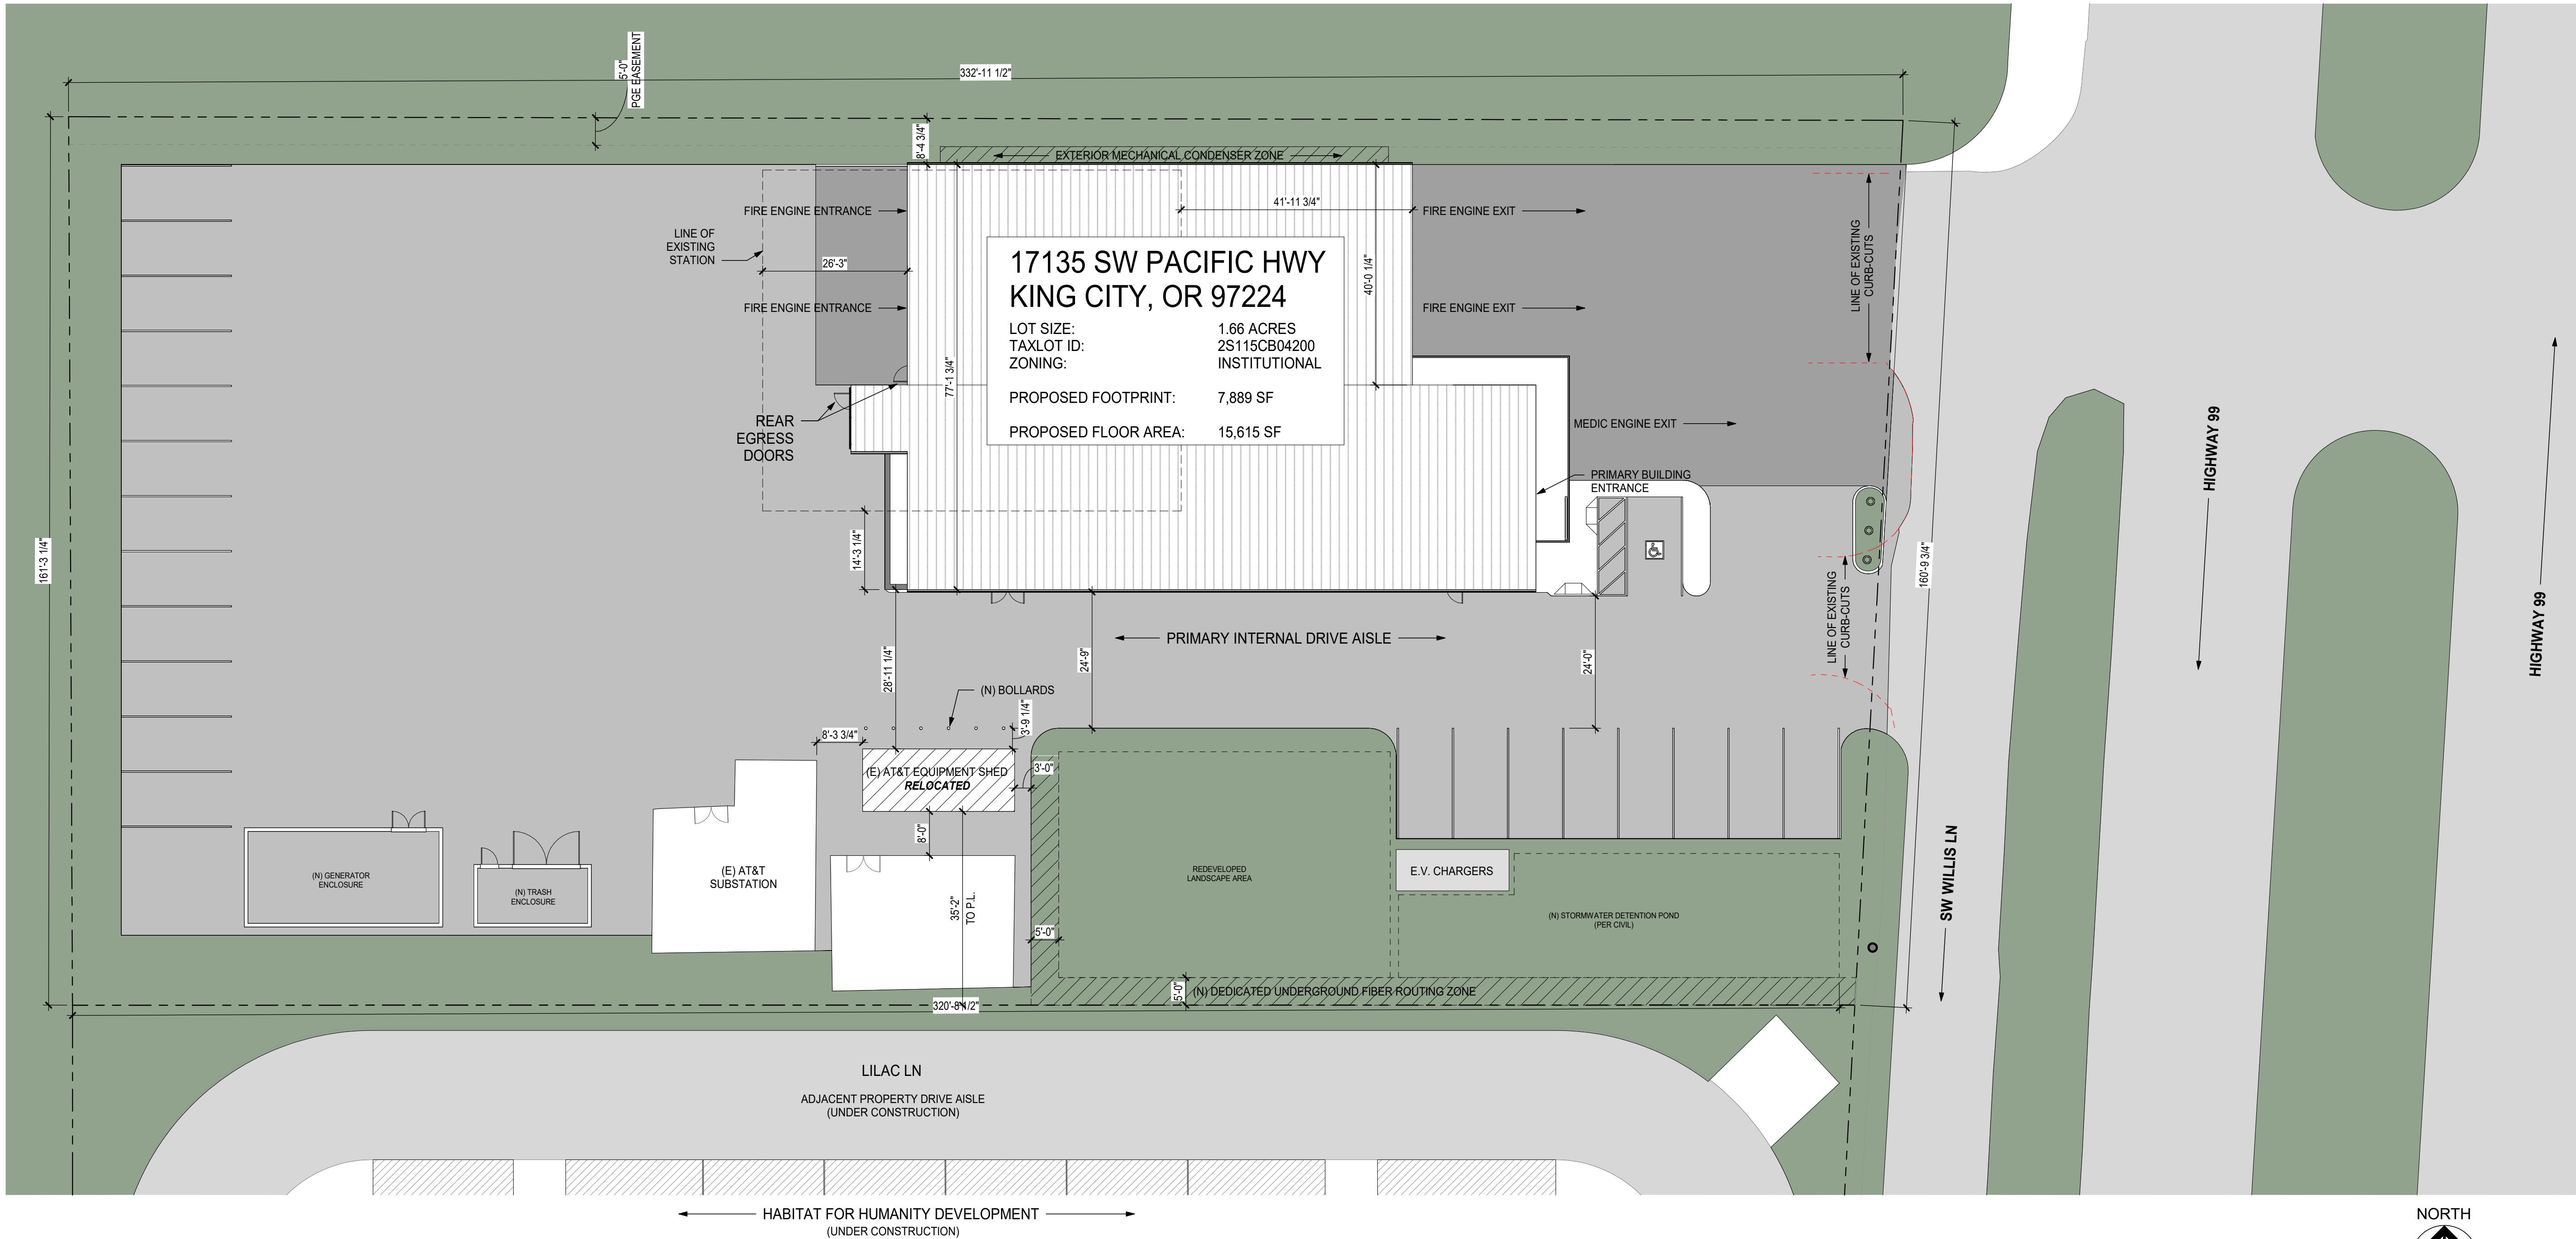 5'-0"
PGE EASEMENT
332'-11 1/2"
8'-4 3/4"
EXTERIOR MECHANICAL CONDENSER ZONE
FIRE ENGINE ENTRANCE
41'-11 3/4"
FIRE ENGINE EXIT
LINE OF
EXISTING
STATION
26'-3"
17135 SW PACIFIC HWY
KING CITY, OR 97224
LOT SIZE: 1.66 ACRES
TAXLOT ID: 2S115CB04200
ZONING: INSTITUTIONAL
PROPOSED FOOTPRINT: 7,889 SF
PROPOSED FLOOR AREA: 15,615 SF
40'-0 1/4"
LINE OF EXISTING
CURB-CUTS
FIRE ENGINE ENTRANCE
FIRE ENGINE EXIT
77'-1 3/4"
REAR
EGRESS
DOORS
MEDIC ENGINE EXIT
PRIMARY BUILDING
ENTRANCE
HIGHWAY 99
HIGHWAY 99
161'-3 1/4"
14'-3 1/4"
160'-9 3/4"
LINE OF EXISTING
CURB-CUTS
PRIMARY INTERNAL DRIVE AISLE
28'-11 1/4"
24'-9"
24'-0"
(N) BOLLARDS
3'-9 1/4"
8'-3 3/4"
(E) AT&T EQUIPMENT SHED
RELOCATED
3'-0"
8'-0"
(N) GENERATOR
ENCLOSURE
(N) TRASH
ENCLOSURE
(E) AT&T
SUBSTATION
35'-2"
TO P.L.
5'-0"
REDEVELOPED
LANDSCAPE AREA
E.V. CHARGERS
(N) STORMWATER DETENTION POND
(PER CIVIL)
SW WILLIS LN
5'-0"
(N) DEDICATED UNDERGROUND FIBER ROUTING ZONE
320'-8 1/2"
LILAC LN
ADJACENT PROPERTY DRIVE AISLE
(UNDER CONSTRUCTION)
HABITAT FOR HUMANITY DEVELOPMENT
(UNDER CONSTRUCTION)
NORTH